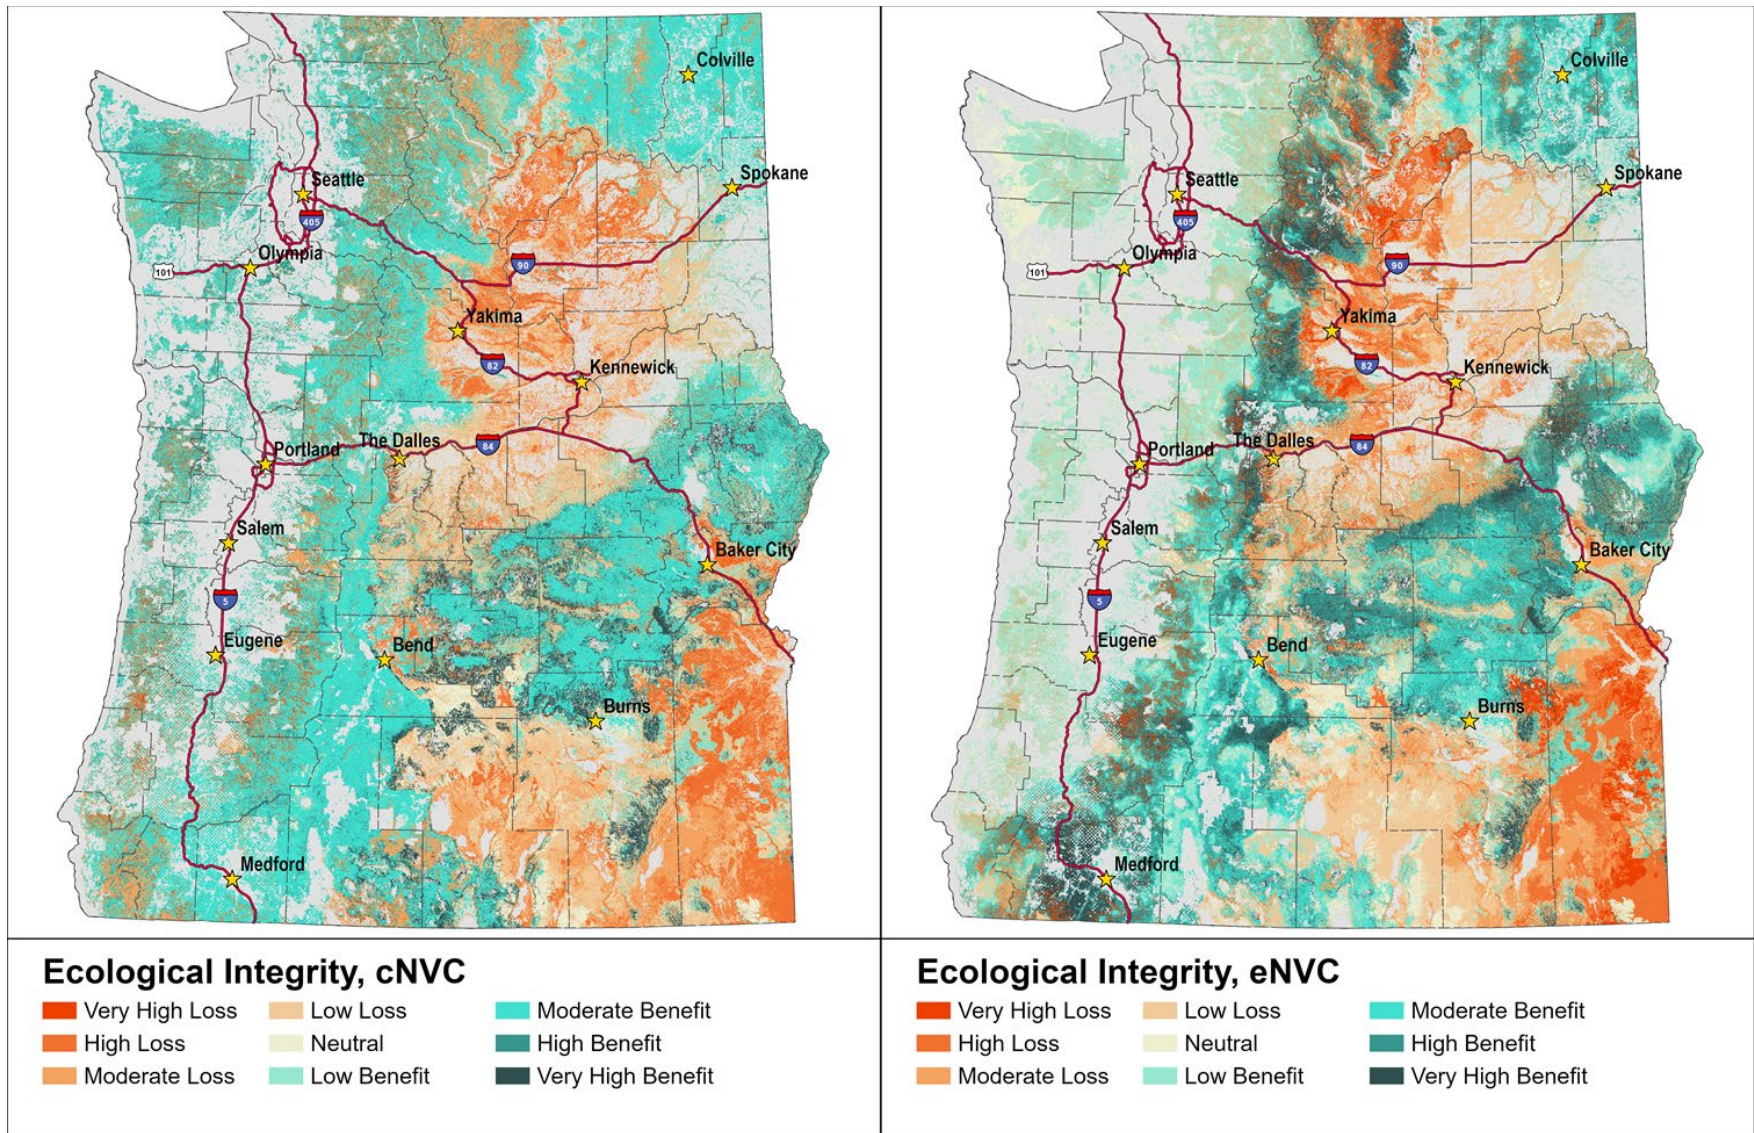 Colville
Spokane
Seattle
405
Olympia
101
90
Yakima
82
Kennewick
84
The Dalles
Portland
Salem
Baker City
5
Eugene
Bend
Burns
Medford
Ecological Integrity, cNVC
Very High Loss
High Loss
Moderate Loss
Low Loss
Neutral
Low Benefit
Moderate Benefit
High Benefit
Very High Benefit
Colville
Spokane
Seattle
405
Olympia
101
90
Yakima
82
Kennewick
84
The Dalles
Portland
Salem
Baker City
5
Eugene
Bend
Burns
Medford
Ecological Integrity, eNVC
Very High Loss
High Loss
Moderate Loss
Low Loss
Neutral
Low Benefit
Moderate Benefit
High Benefit
Very High Benefit